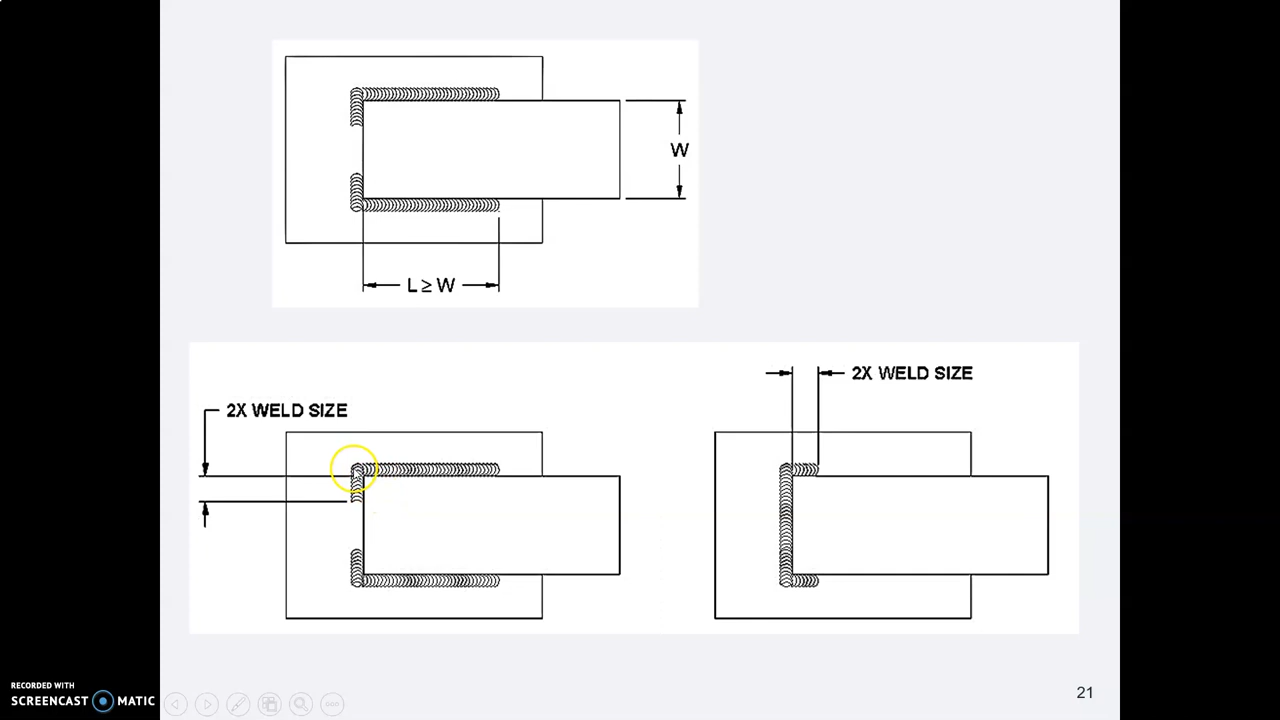 W
L ≥ W
2X WELD SIZE
2X WELD SIZE
RECORDED WITH
SCREENCAST MATIC
21